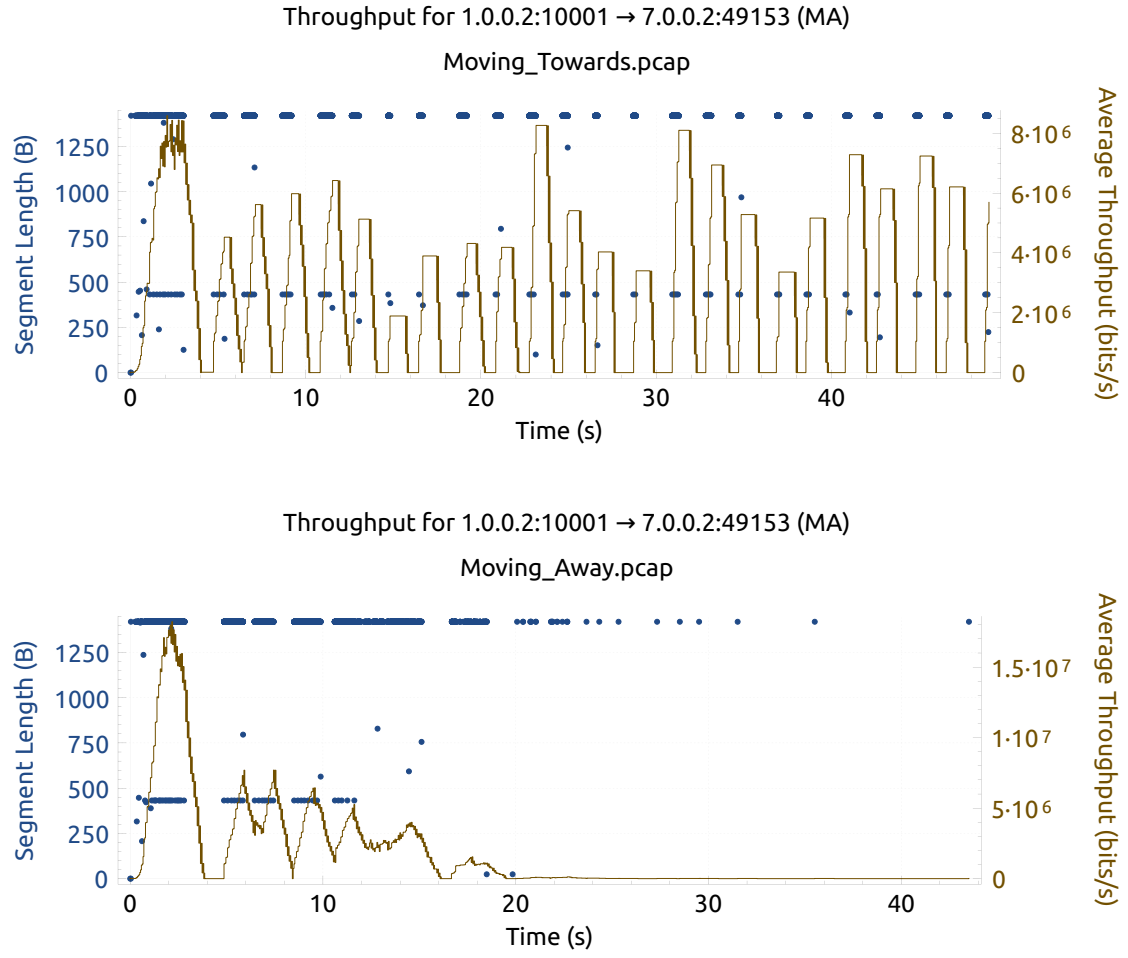 Throughput for 1.0.0.2:10001 → 7.0.0.2:49153 (MA)
Moving_Towards.pcap
Segment Length (B)
1250
1000
750
500
250
0
Average Throughput (bits/s)
8·10⁶
6·10⁶
4·10⁶
2·10⁶
0
0 10 20 30 40
Time (s)
Throughput for 1.0.0.2:10001 → 7.0.0.2:49153 (MA)
Moving_Away.pcap
Segment Length (B)
1250
1000
750
500
250
0
Average Throughput (bits/s)
1.5·10⁷
1·10⁷
5·10⁶
0
0 10 20 30 40
Time (s)